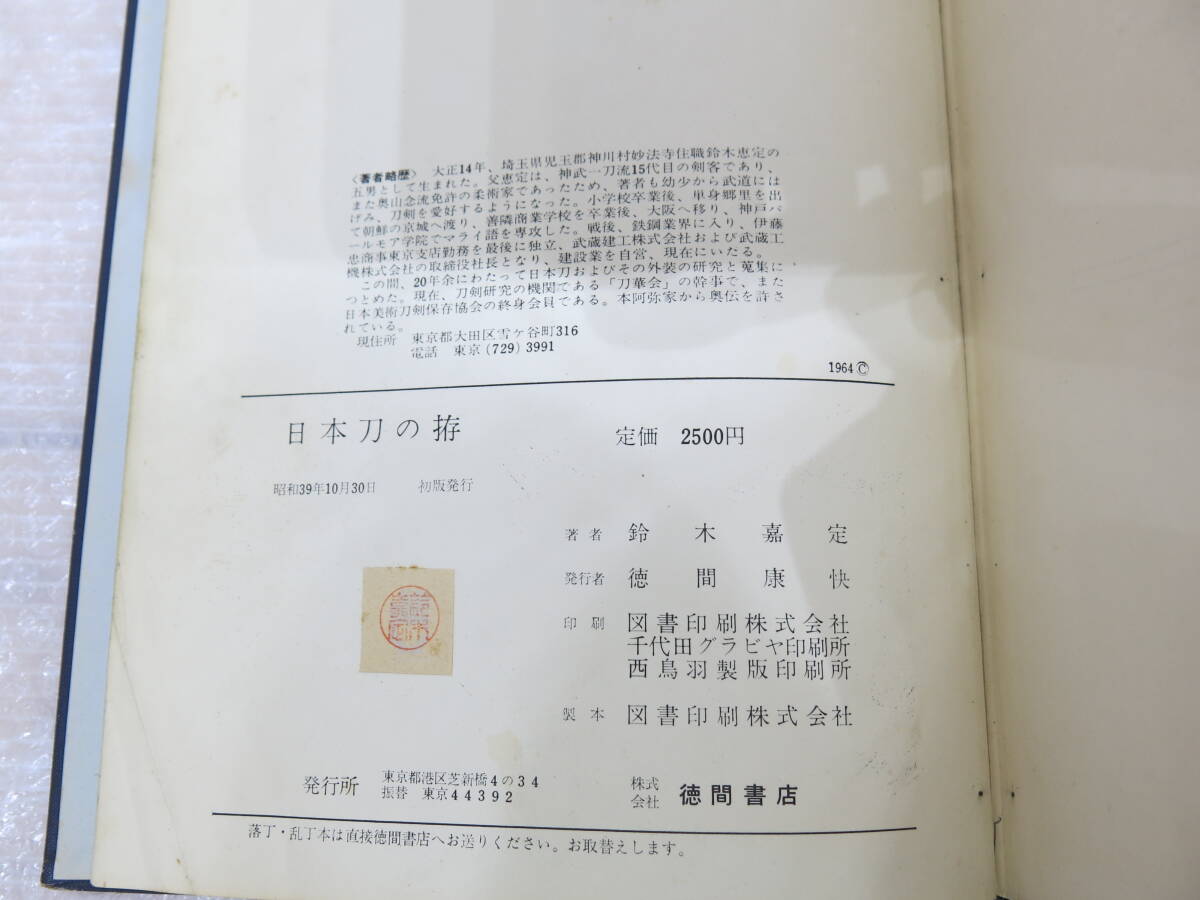 〈著者略歴〉 大正14年、埼玉県児玉郡神川村妙法寺住職鈴木恵定の
五男として生まれた。父恵定は、神武一刀流15代目の剣客であり、
また奥山念流免許の柔術家であったため、著者も幼少から武道には
げみ、刀剣を愛好するようになった。小学校卒業後、単身郷里を出
て朝鮮の京城へ渡り、善隣商業学校を卒業後、大阪へ移り、神戸パ
ールモア学院でマライ語を専攻した。戦後、鉄鋼業界に入り、伊藤
忠商事東京支店勤務を最後に独立、武蔵建工株式会社および武蔵工
機株式会社の取締役社長となり、建設業を自営、現在にいたる。
この間、20年余にわたって日本刀およびその外装の研究と蒐集に
つとめた。現在、刀剣研究の機関である「刀華会」の幹事で、また
日本美術刀剣保存協会の終身会員である。本阿弥家から奥伝を許さ
れている。
現住所 東京都大田区雪ケ谷町316
電話 東京(729)3991
1964©
日本刀の拵
定価 2500円
昭和39年10月30日 初版発行
著者 鈴木嘉定
発行者 徳間康快
印刷 図書印刷株式会社
千代田グラビヤ印刷所
西鳥羽製版印刷所
製本 図書印刷株式会社
発行所 東京都港区芝新橋4の34
振替 東京44392
株式会社 徳間書店
落丁・乱丁本は直接徳間書店へお送りください。お取替えします。